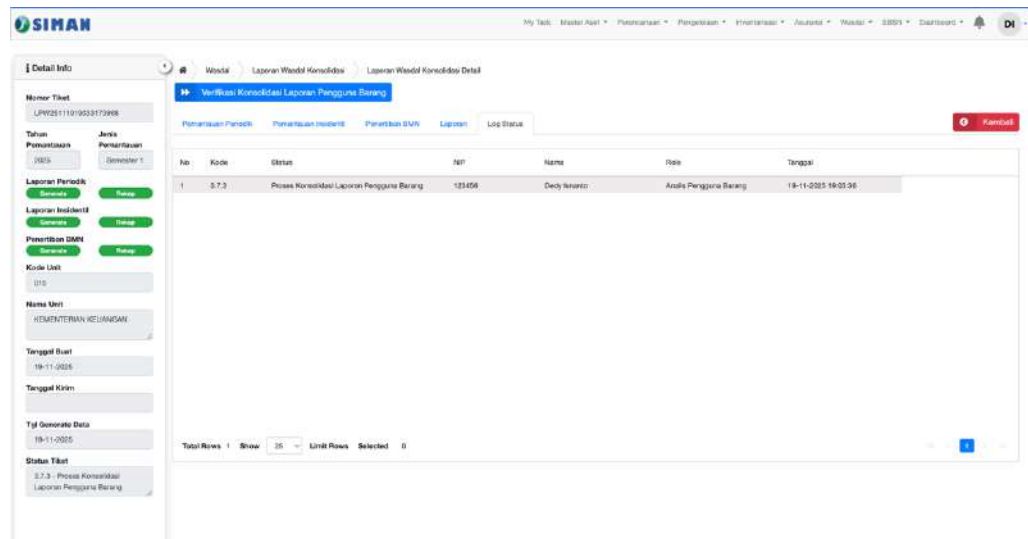 SIMAN
My Task Master Aset Perencanaan Pengelolaan Inventarisasi Asuransi Wasdal SBSN Dashboard DI
Detail Info
Wasdal Laporan Wasdal Konsolidasi Laporan Wasdal Konsolidasi Detail
Verifikasi Konsolidasi Laporan Pengguna Barang
Pemantauan Periodik Pemantauan Insidentil Penertiban BMN Laporan Log Status
Kembali
Nomor Tiket
Tahun Pemantauan
Jenis Pemantauan
2025
Semester 1
Laporan Periodik
Generate Rekap
Laporan Insidentil
Generate Rekap
Penertiban BMN
Generate Rekap
Kode Unit
015
Nama Unit
KEMENTERIAN KEUANGAN
Tanggal Buat
19-11-2025
Tanggal Kirim
Tgl Generate Data
19-11-2025
Status Tiket
3.7.3 - Proses Konsolidasi
Laporan Pengguna Barang
No Kode Status NIP Nama Role Tanggal
1 3.7.3 Proses Konsolidasi Laporan Pengguna Barang 123456 Dedy Analis Pengguna Barang 19-11-2025
Total Rows 1 Show 25 Limit Rows Selected 0
1